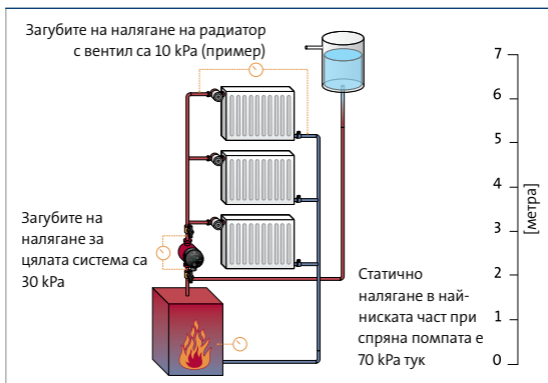 Загубите на налягане на радиатор
с вентил са 10 kPa (пример)
Загубите на
налягане за
цялата система са
30 kPa
Статично
налягане в най-
ниската част при
спряна помпата е
70 kPa тук
7
6
5
4
3
2
1
0
[метра]